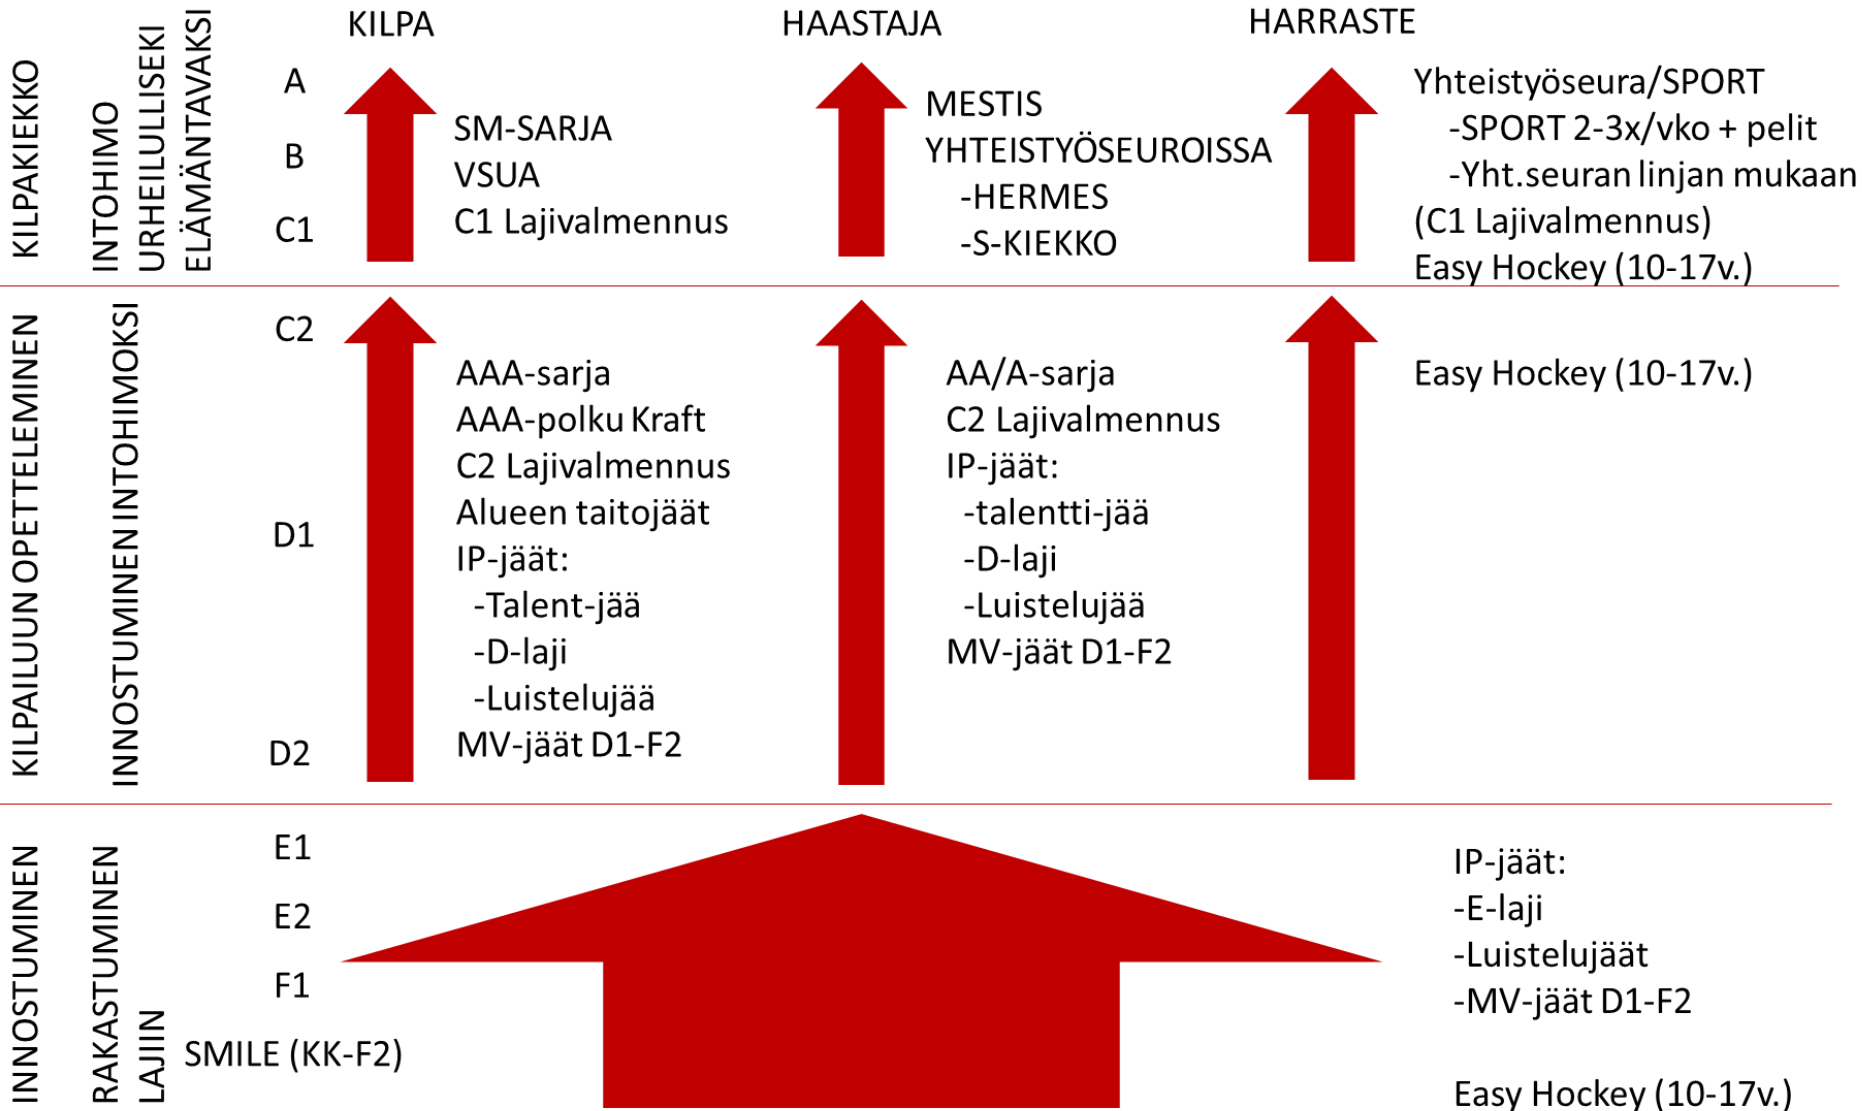 KILPA
HAASTAJA
HARRASTE
KILPAKIEKKO
INTOHIMO
URHEILULLISEKI
ELÄMÄNTAVAKSI
A
B
C1
SM-SARJA
VSUA
C1 Lajivalmennus
MESTIS
YHTEISTYÖSEUROISSA
-HERMES
-S-KIEKKO
Yhteistyöseura/SPORT
-SPORT 2-3x/vko + pelit
-Yht.seuran linjan mukaan
(C1 Lajivalmennus)
Easy Hockey (10-17v.)
KILPAILUUN OPETTELEMINEN
INNOSTUMINEN INTOHIMOKSI
C2
D1
D2
AAA-sarja
AAA-polku Kraft
C2 Lajivalmennus
Alueen taitojäät
IP-jäät:
-Talent-jää
-D-laji
-Luistelujää
MV-jäät D1-F2
AA/A-sarja
C2 Lajivalmennus
IP-jäät:
-talentti-jää
-D-laji
-Luistelujää
MV-jäät D1-F2
Easy Hockey (10-17v.)
INNOSTUMINEN
RAKASTUMINEN
LAJIIN
E1
E2
F1
SMILE (KK-F2)
IP-jäät:
-E-laji
-Luistelujäät
-MV-jäät D1-F2
Easy Hockey (10-17v.)